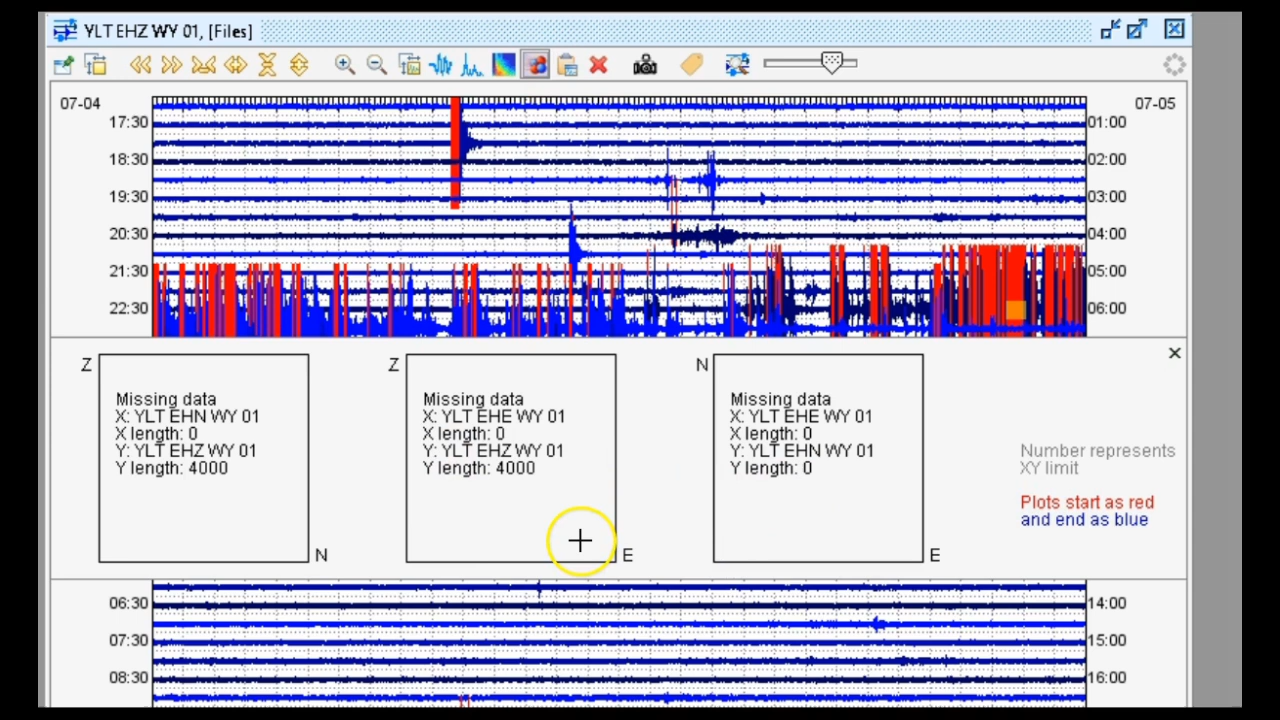 YLT EHZ WY 01, [Files]
07-04
07-05
17:30
01:00
18:30
02:00
19:30
03:00
20:30
04:00
21:30
05:00
22:30
06:00
Z
Missing data
X: YLT EHN WY 01
X length: 0
Y: YLT EHZ WY 01
Y length: 4000
N
Z
Missing data
X: YLT EHE WY 01
X length: 0
Y: YLT EHZ WY 01
Y length: 4000
E
N
Missing data
X: YLT EHE WY 01
X length: 0
Y: YLT EHN WY 01
Y length: 0
E
Number represents
XY limit
Plots start as red
and end as blue
06:30
14:00
07:30
15:00
08:30
16:00